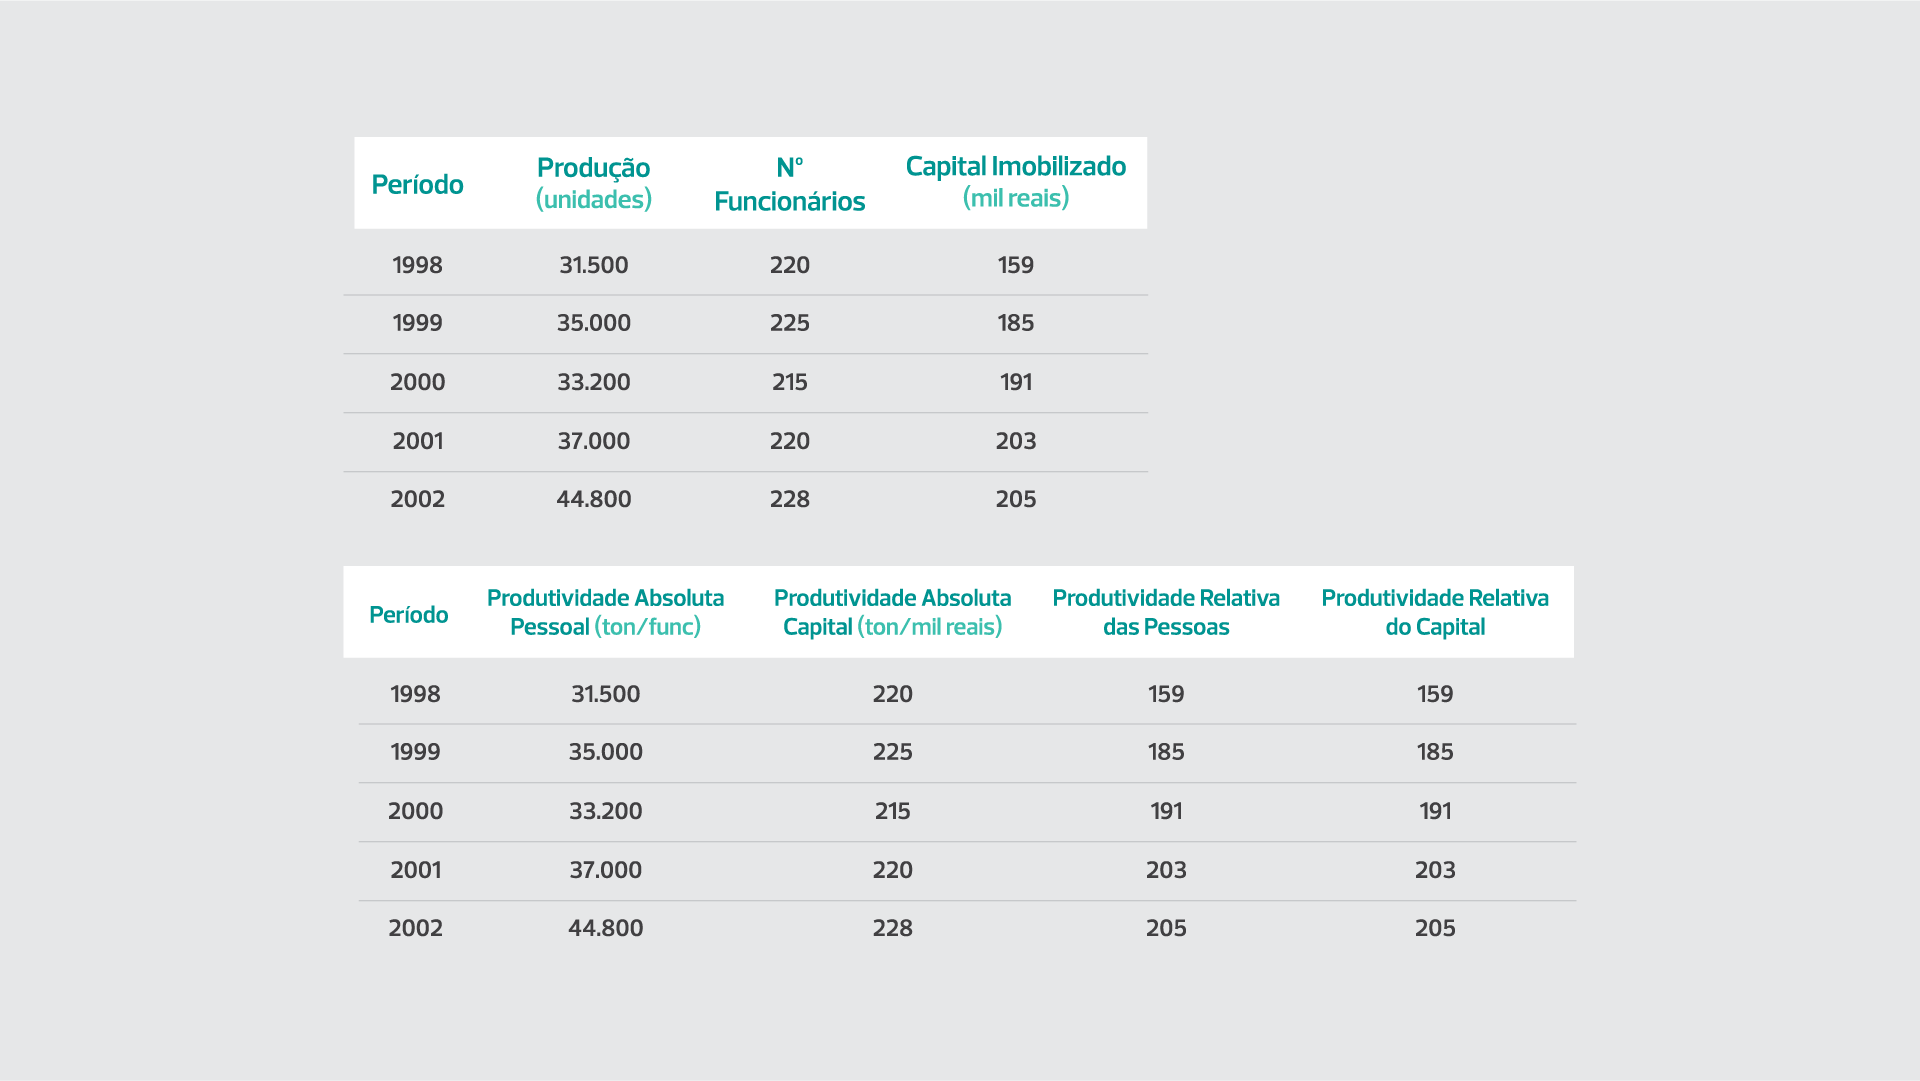 Período Produção (unidades) N° Funcionários Capital Imobilizado (mil reais)
1998 31.500 220 159
1999 35.000 225 185
2000 33.200 215 191
2001 37.000 220 203
2002 44.800 228 205
Período Produtividade Absoluta Pessoal (ton/func) Produtividade Absoluta Capital (ton/mil reais) Produtividade Relativa das Pessoas Produtividade Relativa do Capital
1998 31.500 220 159 159
1999 35.000 225 185 185
2000 33.200 215 191 191
2001 37.000 220 203 203
2002 44.800 228 205 205